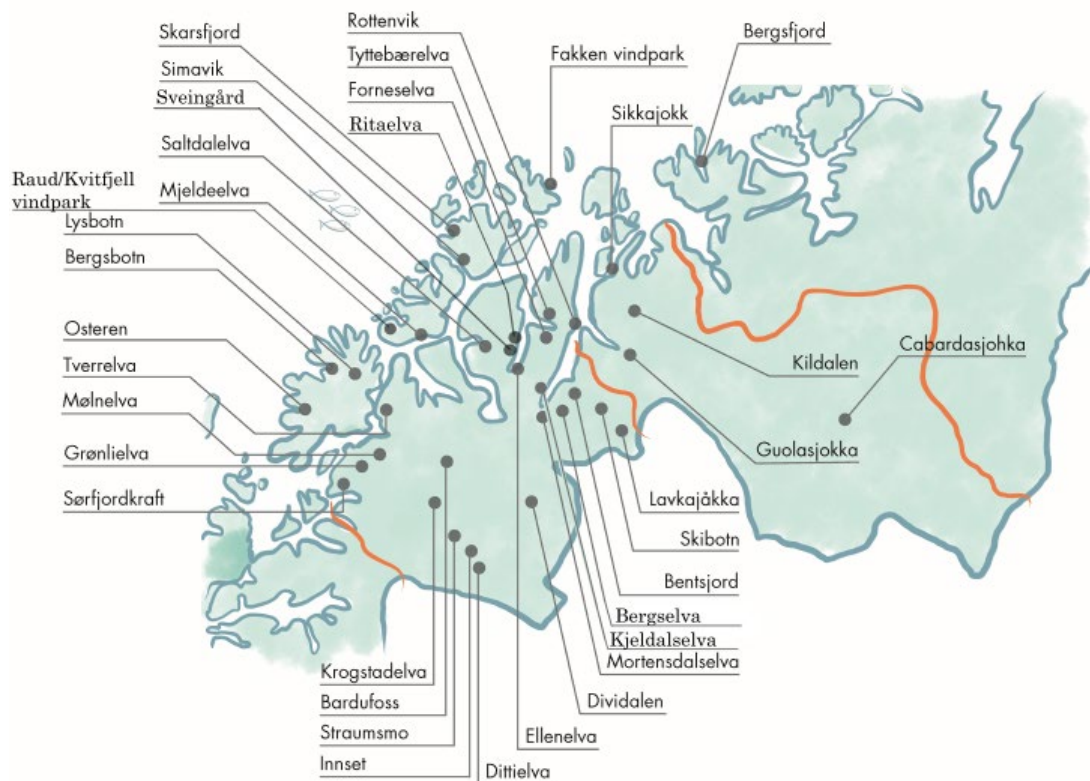 Rottenvik
Skarsfjord
Tyttebærelva
Bergsfjord
Fakken vindpark
Simavik
Forneselva
Sveingård
Sikkajokk
Ritaelva
Saltdalelva
Raud/Kvitfjell
vindpark
Mjeldeelva
Lysbotn
Bergsbotn
Osteren
Cabardasjohka
Tverrelva
Kildalen
Mølnelva
Grønlielva
Guolasjokka
Sørfjordkraft
Lavkajåkka
Skibotn
Bentsjord
Bergselva
Kjeldalselva
Mortensdalselva
Krogstadelva
Bardufoss
Dividalen
Straumsmo
Ellenelva
Innset
Dittielva